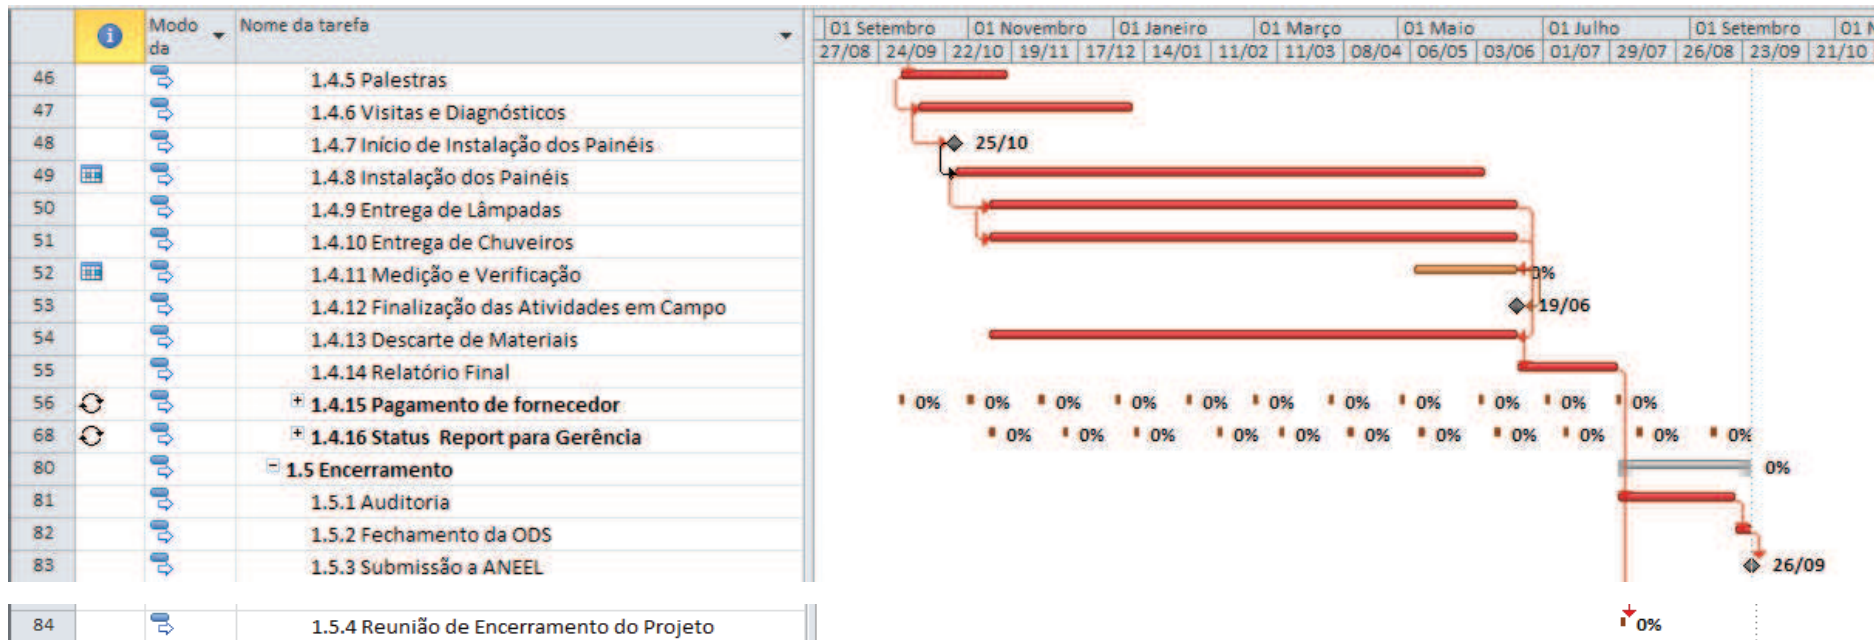 Modo da Nome da tarefa 01 Setembro 01 Novembro 01 Janeiro 01 Março 01 Maio 01 Julho 01 Setembro 01 N
27/08 24/09 22/10 19/11 17/12 14/01 11/02 11/03 08/04 06/05 03/06 01/07 29/07 26/08 23/09 21/10
46 1.4.5 Palestras
47 1.4.6 Visitas e Diagnósticos
48 1.4.7 Início de Instalação dos Painéis 25/10
49 1.4.8 Instalação dos Painéis
50 1.4.9 Entrega de Lâmpadas
51 1.4.10 Entrega de Chuveiros
52 1.4.11 Medição e Verificação 0%
53 1.4.12 Finalização das Atividades em Campo 19/06
54 1.4.13 Descarte de Materiais
55 1.4.14 Relatório Final
56 1.4.15 Pagamento de fornecedor 0% 0% 0% 0% 0% 0% 0% 0% 0% 0% 0%
68 1.4.16 Status Report para Gerência 0% 0% 0% 0% 0% 0% 0% 0% 0% 0% 0%
80 1.5 Encerramento 0%
81 1.5.1 Auditoria
82 1.5.2 Fechamento da ODS
83 1.5.3 Submissão a ANEEL 26/09
84 1.5.4 Reunião de Encerramento do Projeto 0%